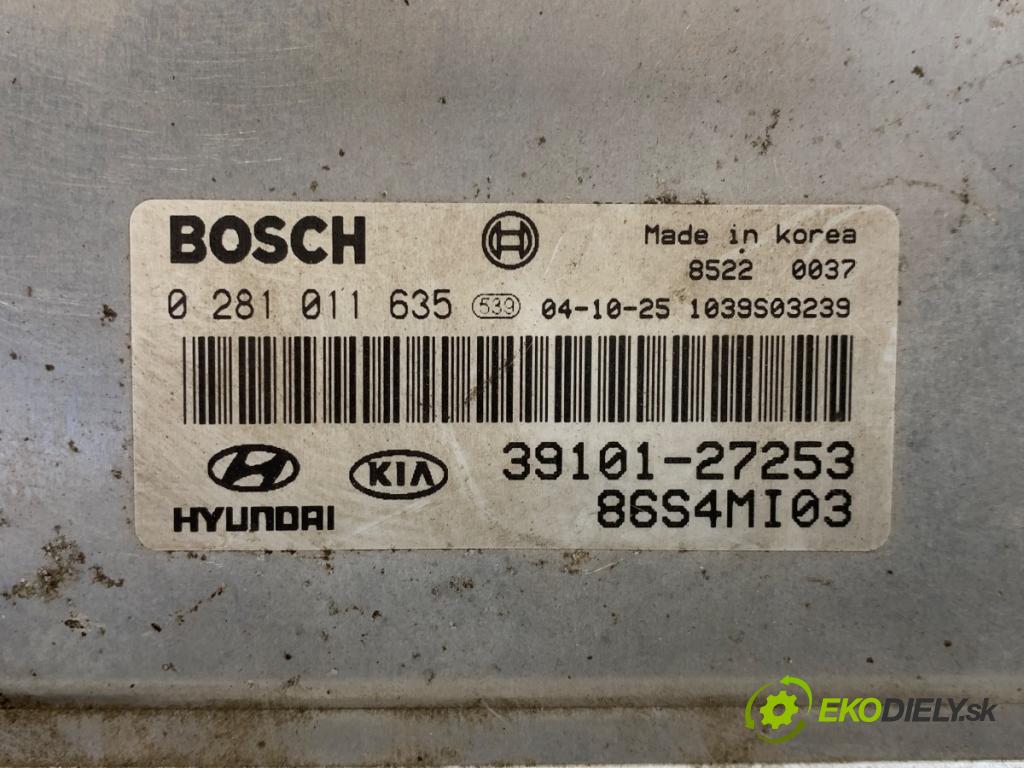 BOSCH Made in korea
8522 0037
0 281 011 635 539 04-10-25 1039S03239
39101-27253
HYUNDAI KIA 86S4MI03
EKODIELY.sk